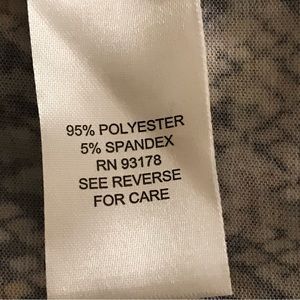 95% POLYESTER
5% SPANDEX
RN 93178
SEE REVERSE
FOR CARE